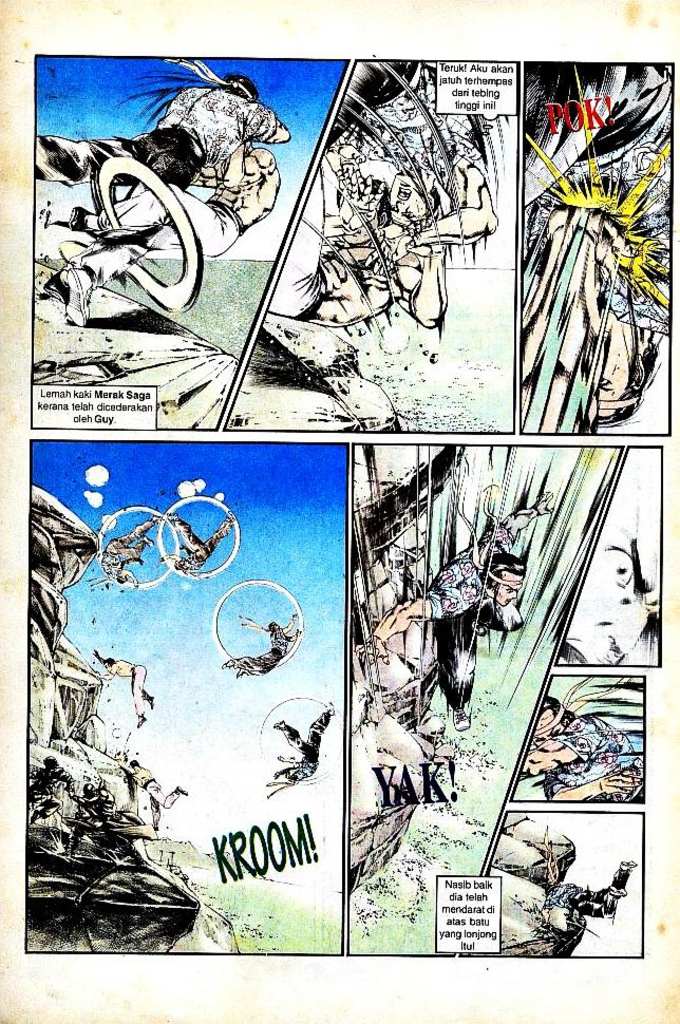 Lemah kaki Merak Saga
kerana telah dicederakan
oleh Guy.
Teruk! Aku akan
jatuh terhempas
dari tebing
tinggi ini!
POK!
KROOM!
YAK!
Nasib baik
dia telah
mendarat di
atas batu
yang lonjong
itu!